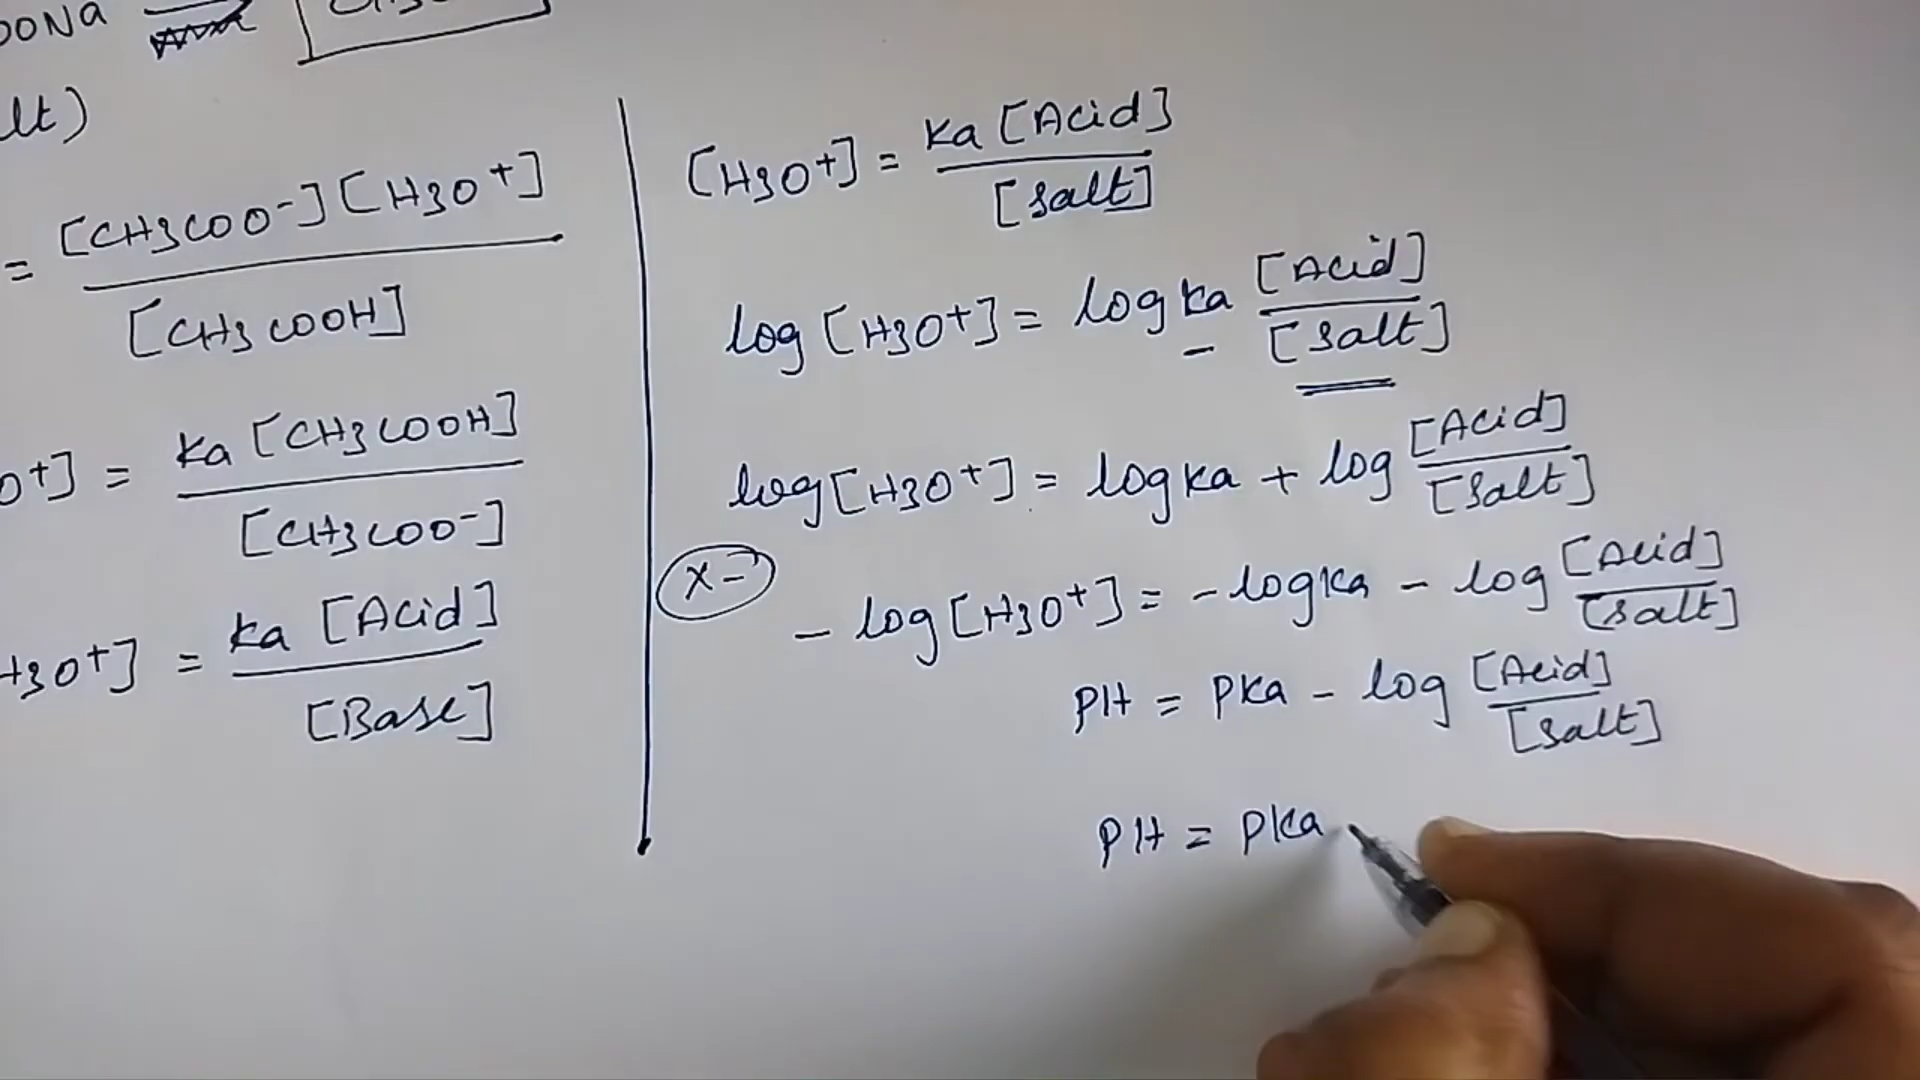 OONa
lt)
= [CH3COO-][H3O+]
[CH3COOH]
O+] = Ka [CH3COOH]
[CH3COO-]
H3O+] = Ka [Acid]
[Base]
[H3O+] = Ka [Acid]
[Salt]
log [H3O+] = log Ka [Acid]
[Salt]
log [H3O+] = log Ka + log [Acid]
[Salt]
X -
- log [H3O+] = - log Ka - log [Acid]
[Salt]
PH = PKa - log [Acid]
[Salt]
PH = PKa